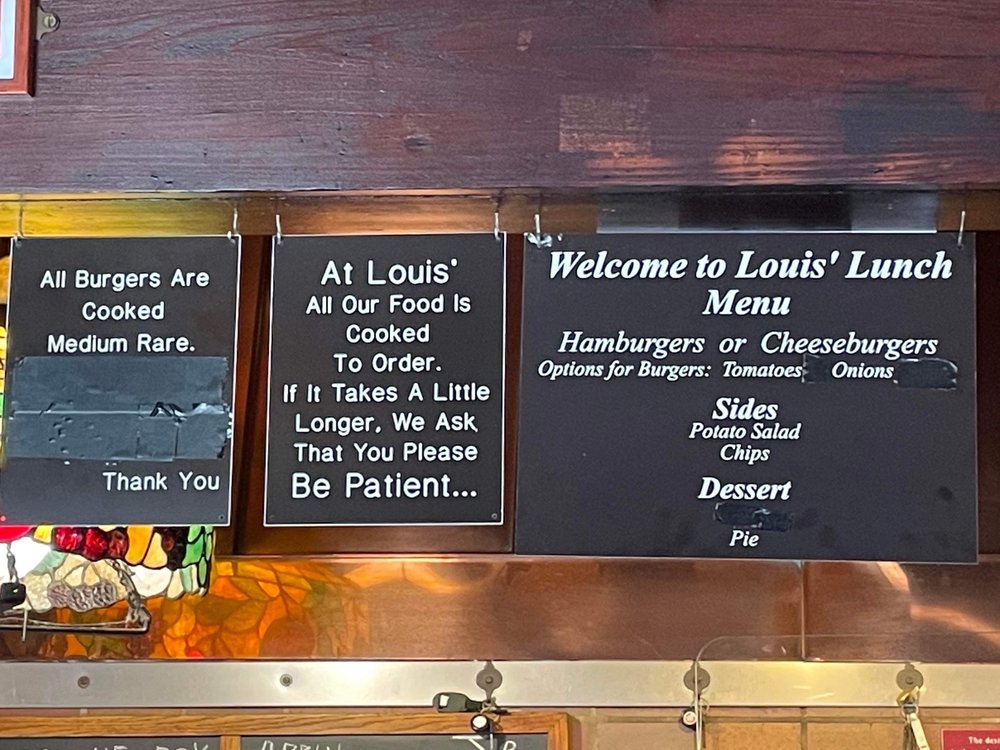 All Burgers Are
Cooked
Medium Rare.
Thank You
At Louis'
All Our Food Is
Cooked
To Order.
If It Takes A Little
Longer, We Ask
That You Please
Be Patient...
Welcome to Louis' Lunch
Menu
Hamburgers or Cheeseburgers
Options for Burgers: Tomatoes Onions
Sides
Potato Salad
Chips
Dessert
Pie